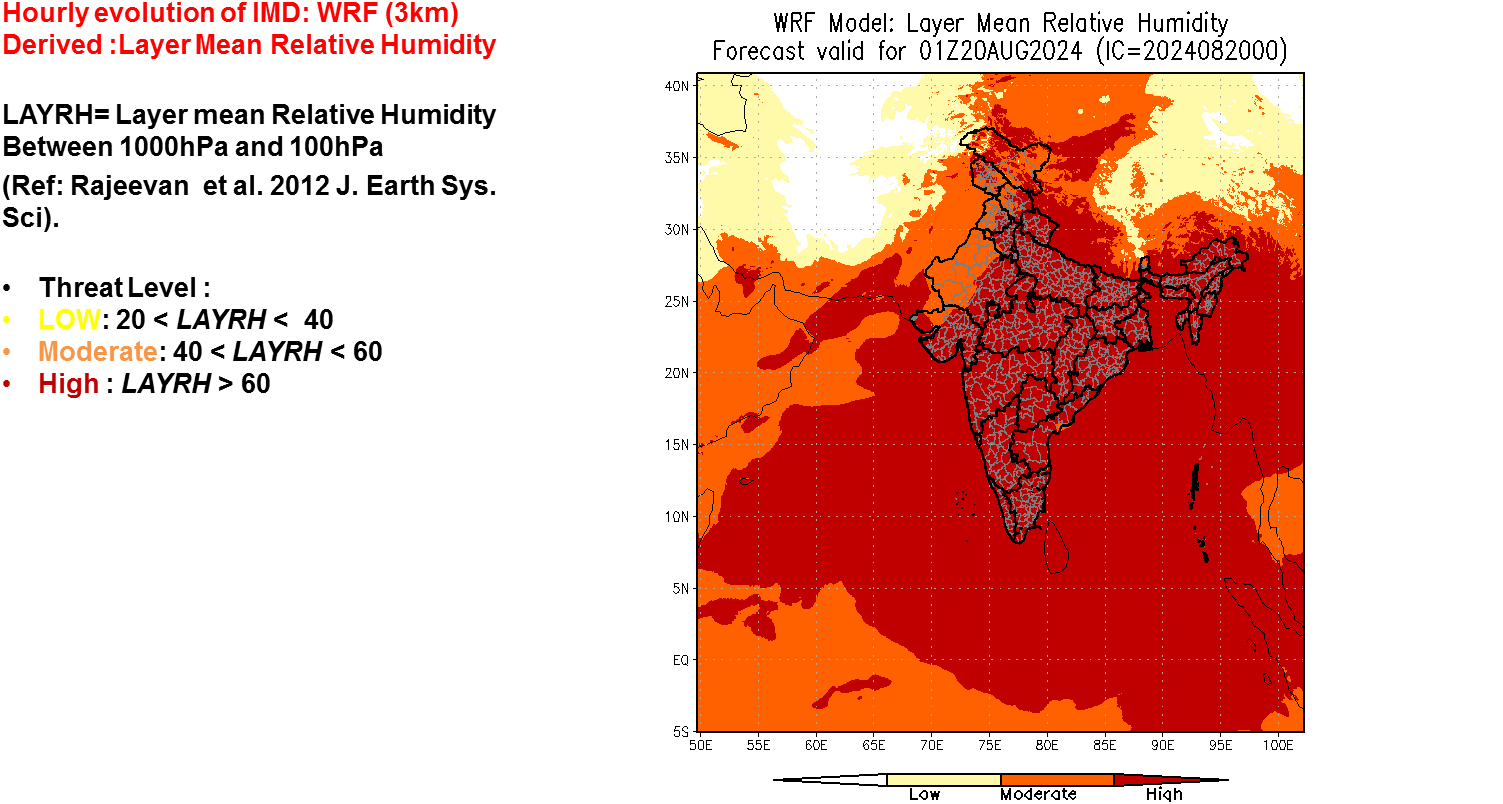 Hourly evolution of IMD: WRF (3km)
Derived :Layer Mean Relative Humidity
LAYRH= Layer mean Relative Humidity
Between 1000hPa and 100hPa
(Ref: Rajeevan et al. 2012 J. Earth Sys.
Sci).
• Threat Level :
• LOW: 20 < LAYRH < 40
• Moderate: 40 < LAYRH < 60
• High : LAYRH > 60
WRF Model: Layer Mean Relative Humidity
Forecast valid for 01Z20AUG2024 (IC=2024082000)
40N
35N
30N
25N
20N
15N
10N
5N
EQ
5S
50E 55E 60E 65E 70E 75E 80E 85E 90E 95E 100E
Low Moderate High